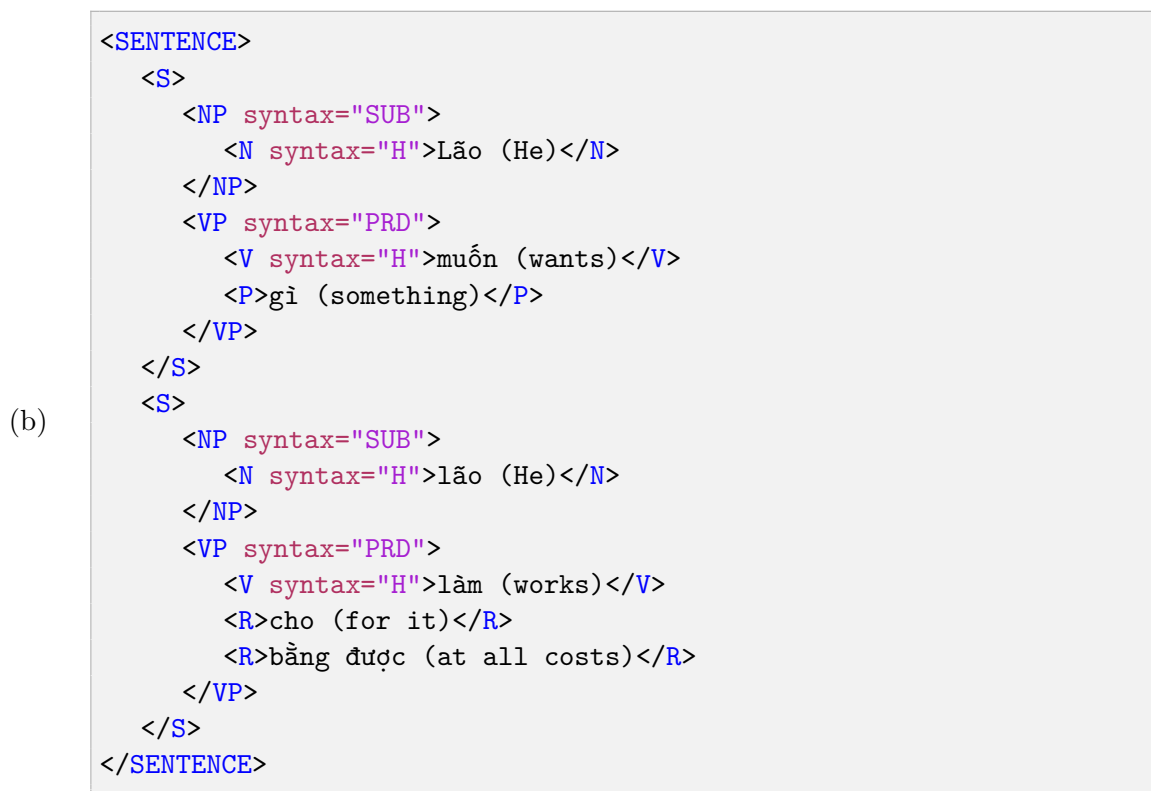 <SENTENCE>
<S>
<NP syntax="SUB">
<N syntax="H">Lão (He)</N>
</NP>
<VP syntax="PRD">
<V syntax="H">muốn (wants)</V>
<P>gì (something)</P>
</VP>
</S>
<S>
(b)
<NP syntax="SUB">
<N syntax="H">lão (He)</N>
</NP>
<VP syntax="PRD">
<V syntax="H">làm (works)</V>
<R>cho (for it)</R>
<R>bằng được (at all costs)</R>
</VP>
</S>
</SENTENCE>